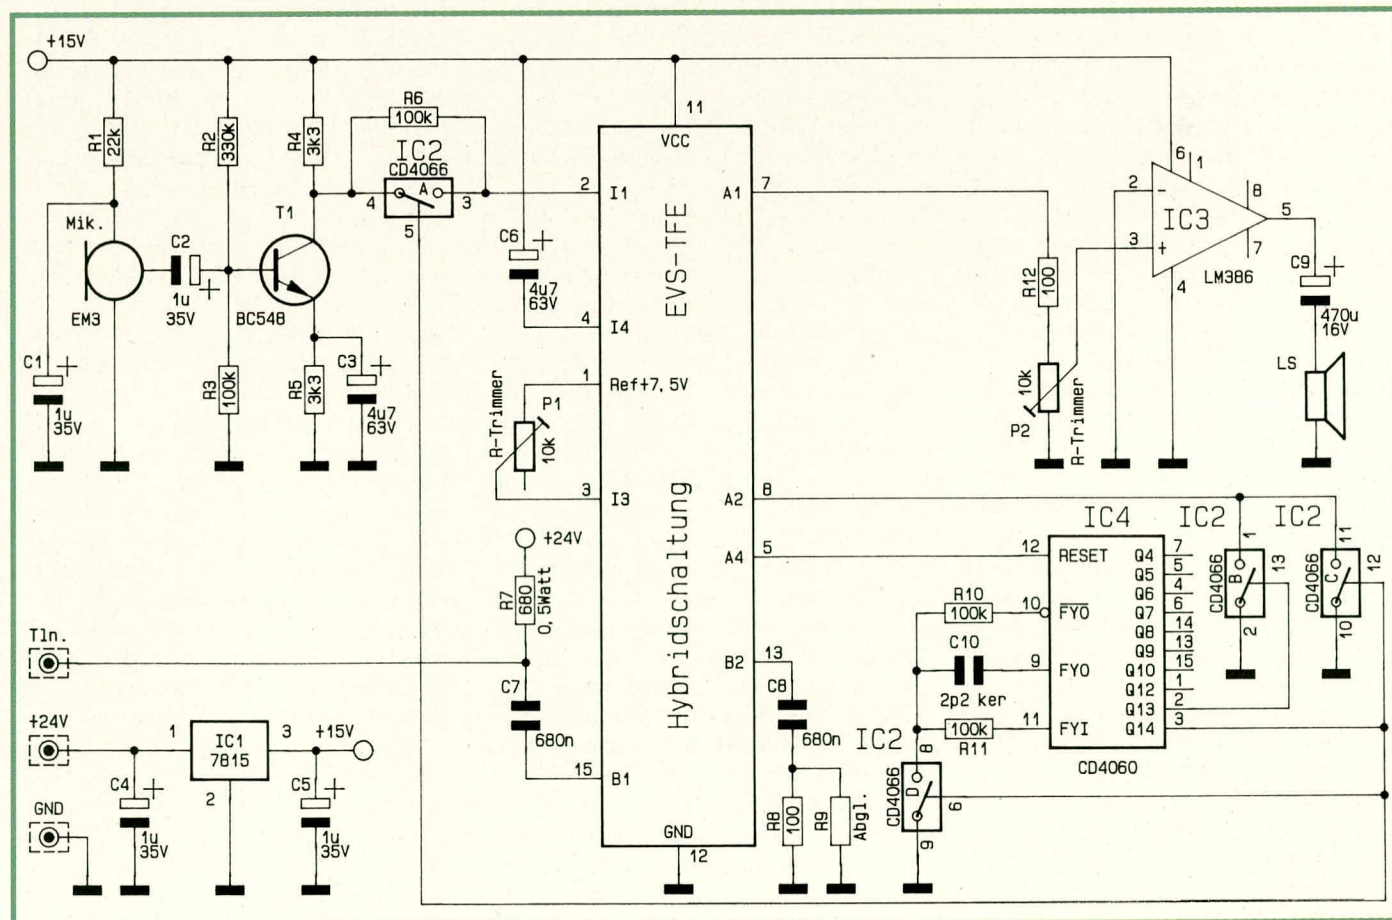 +15V
R1
22k
R2
330k
R4
3k3
R6
100k
IC2
CD4066
A
4
3
5
11
VCC
2
I1
A1
7
6
1
2
-
8
IC3
5
3
+
7
4
LM386
Mik.
EM3
C2
1u
35V
+
T1
BC548
C6
+
4u7
63V
4
I4
EVS-TFE
R12
100
C9
+
470u
16V
LS
C1
+
1u
35V
R3
100k
R5
3k3
C3
+
4u7
63V
1
Ref+7,5V
R-Trimmer
P1
10k
3
I3
10k
P2
R-Trimmer
Hybridschaltung
A2
8
+24V
R7
680
0,5Watt
A4
5
IC4
12
RESET
Q4
7
Q5
5
Q6
4
Q7
6
Q8
14
Q9
13
Q10
15
Q12
1
Q13
2
Q14
3
IC2
CD4066
B
1
13
2
IC2
CD4066
C
11
12
10
R10
100k
10
FYO
C10
2p2 ker
9
FYO
100k
R11
11
FYI
CD4060
Tln.
B2
13
C7
680n
C8
680n
+24V
1
IC1
7815
3
+15V
2
C4
+
1u
35V
C5
+
1u
35V
GND
15
B1
IC2
CD4066
8
D
6
9
R8
100
R9
Abgl.
GND
12